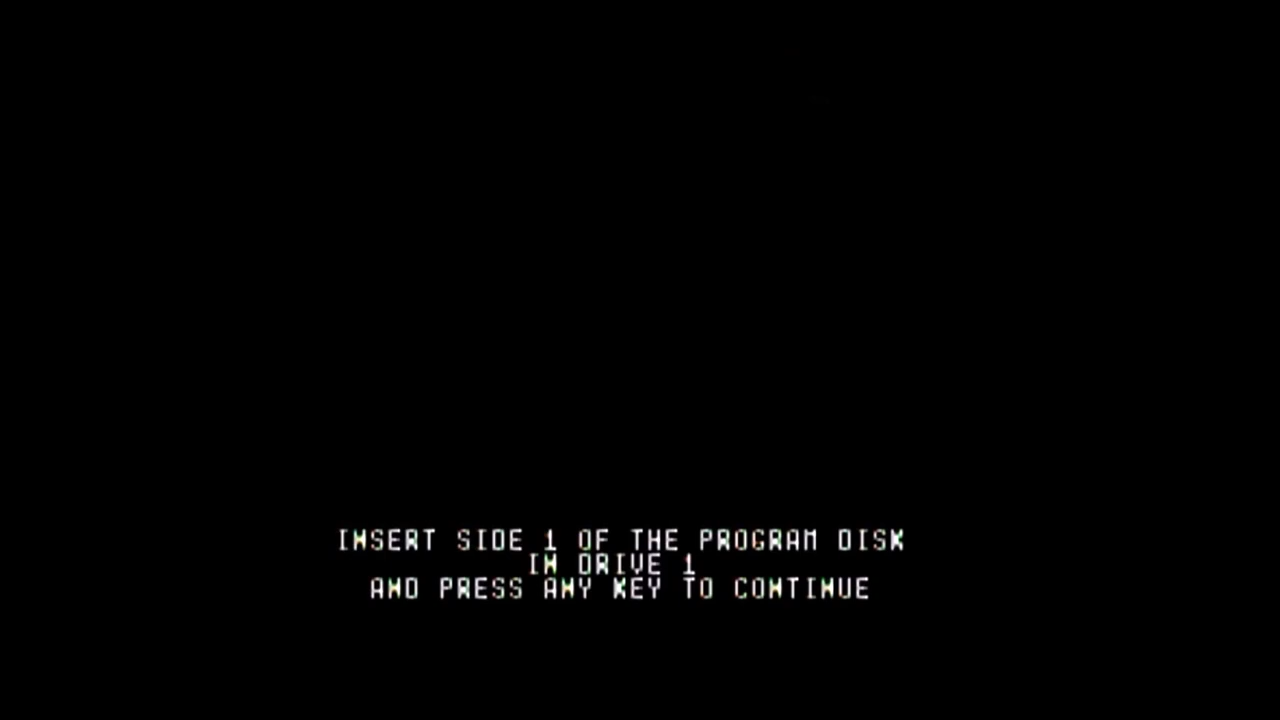 INSERT SIDE 1 OF THE PROGRAM DISK
IN DRIVE 1
AND PRESS ANY KEY TO CONTINUE